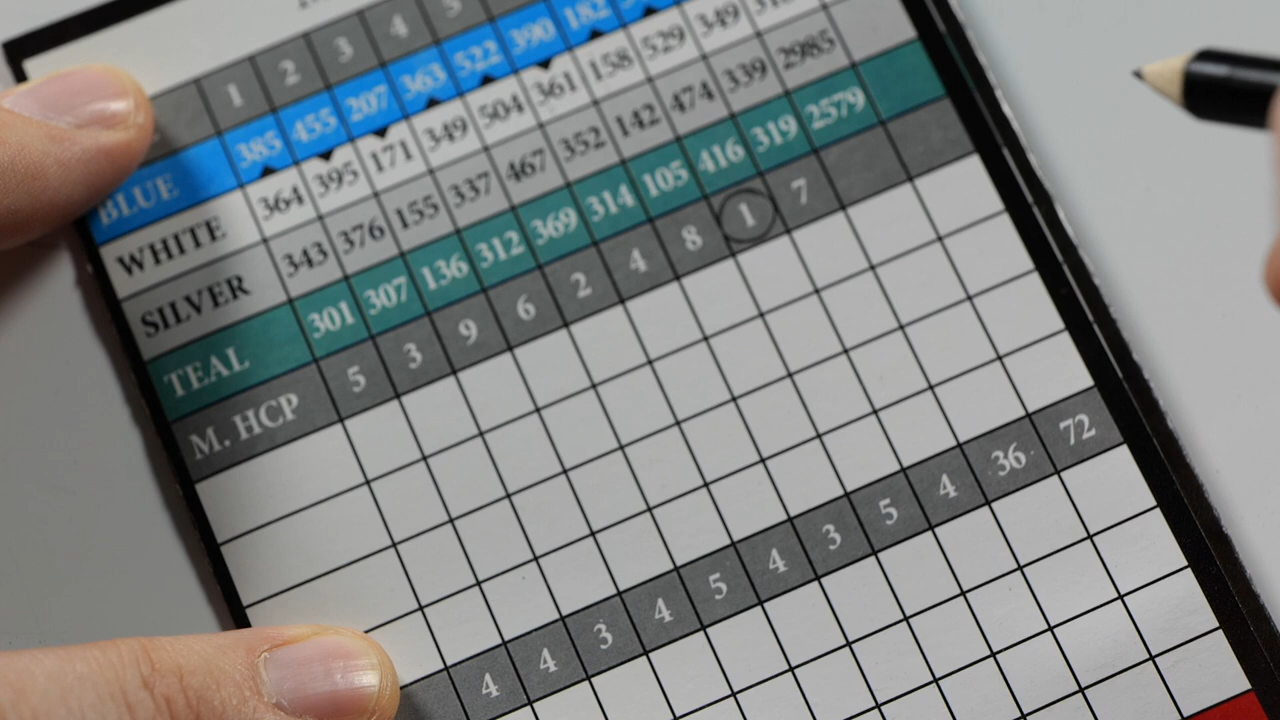 1 2 3 4 5
BLUE 385 455 207 363 522 390 182
WHITE 364 395 171 349 504 361 158 529 349
SILVER 343 376 155 337 467 352 142 474 339 2985
TEAL 301 307 136 312 369 314 105 416 319 2579
M. HCP 5 3 9 6 2 4 8 1 7
4 4 3 4 5 4 3 5 4 36 72